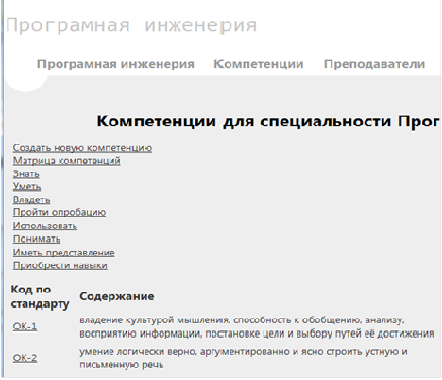 Програмная инженерия
Програмная инженерия Компетенции Преподаватели
Компетенции для специальности Прог
Создать новую компетенцию
Матрица компетенций
Знать
Уметь
Владеть
Пройти опробацию
Использовать
Понимать
Иметь представление
Приобрести навыки
Код по
стандарту
Содержание
ОК-1
владение культурой мышления, способность к обобщению, анализу,
восприятию информации, постановке цели и выбору путей её достижения
ОК-2
умение логически верно, аргументированно и ясно строить устную и
письменную речь